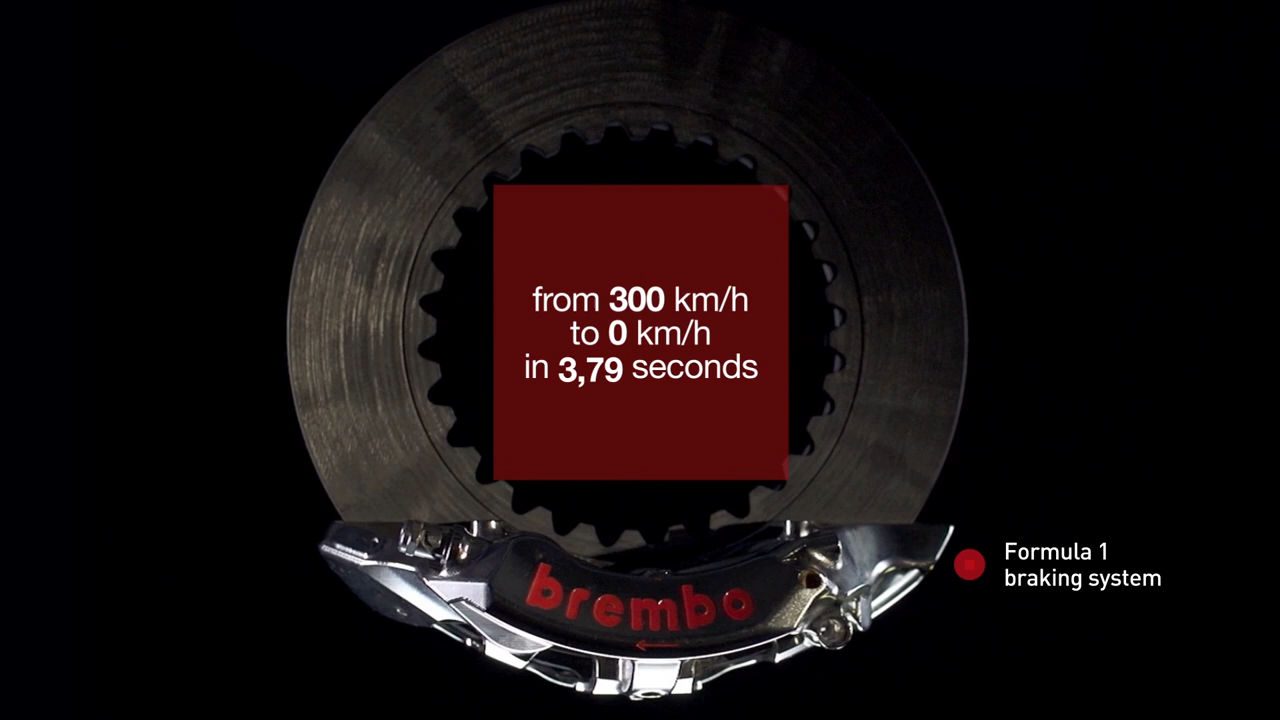 from 300 km/h
to 0 km/h
in 3,79 seconds
Formula 1
braking system
brembo